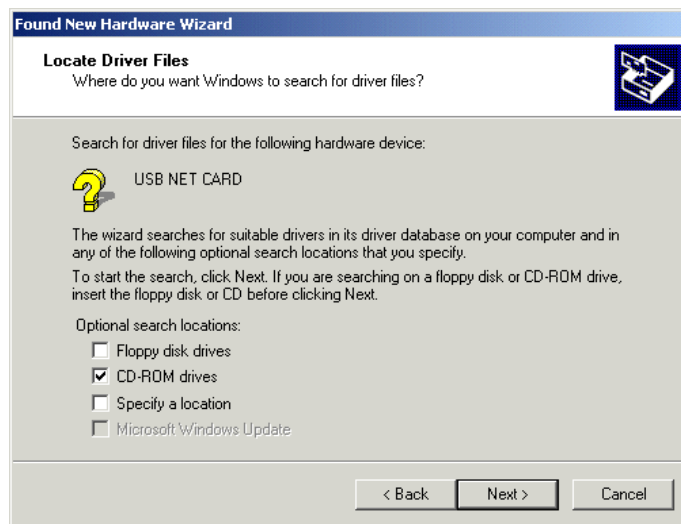 Found New Hardware Wizard
Locate Driver Files
Where do you want Windows to search for driver files?
Search for driver files for the following hardware device:
USB NET CARD
The wizard searches for suitable drivers in its driver database on your computer and in
any of the following optional search locations that you specify.
To start the search, click Next. If you are searching on a floppy disk or CD-ROM drive,
insert the floppy disk or CD before clicking Next.
Optional search locations:
Floppy disk drives
CD-ROM drives
Specify a location
Microsoft Windows Update
< Back Next > Cancel